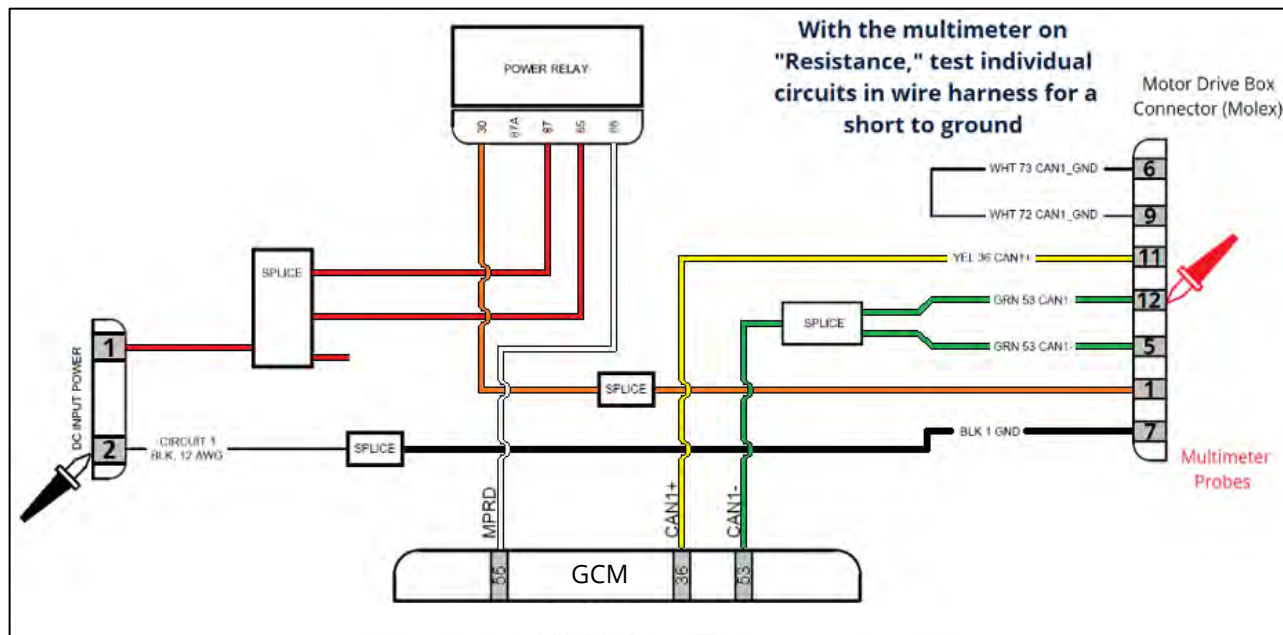 With the multimeter on
"Resistance," test individual
circuits in wire harness for a
short to ground
POWER RELAY
30
87A
87
85
86
Motor Drive Box
Connector (Molex)
WHT 73 CAN1_GND
6
WHT 72 CAN1_GND
9
YEL 36 CAN1+
11
GRN 53 CAN1-
12
GRN 53 CAN1-
5
1
BLK 1 GND
7
SPLICE
SPLICE
SPLICE
SPLICE
DC INPUT POWER
1
2
CIRCUIT 1
BLK, 12 AWG
Multimeter
Probes
MPRD
CAN1+
CAN1-
GCM
55
36
53